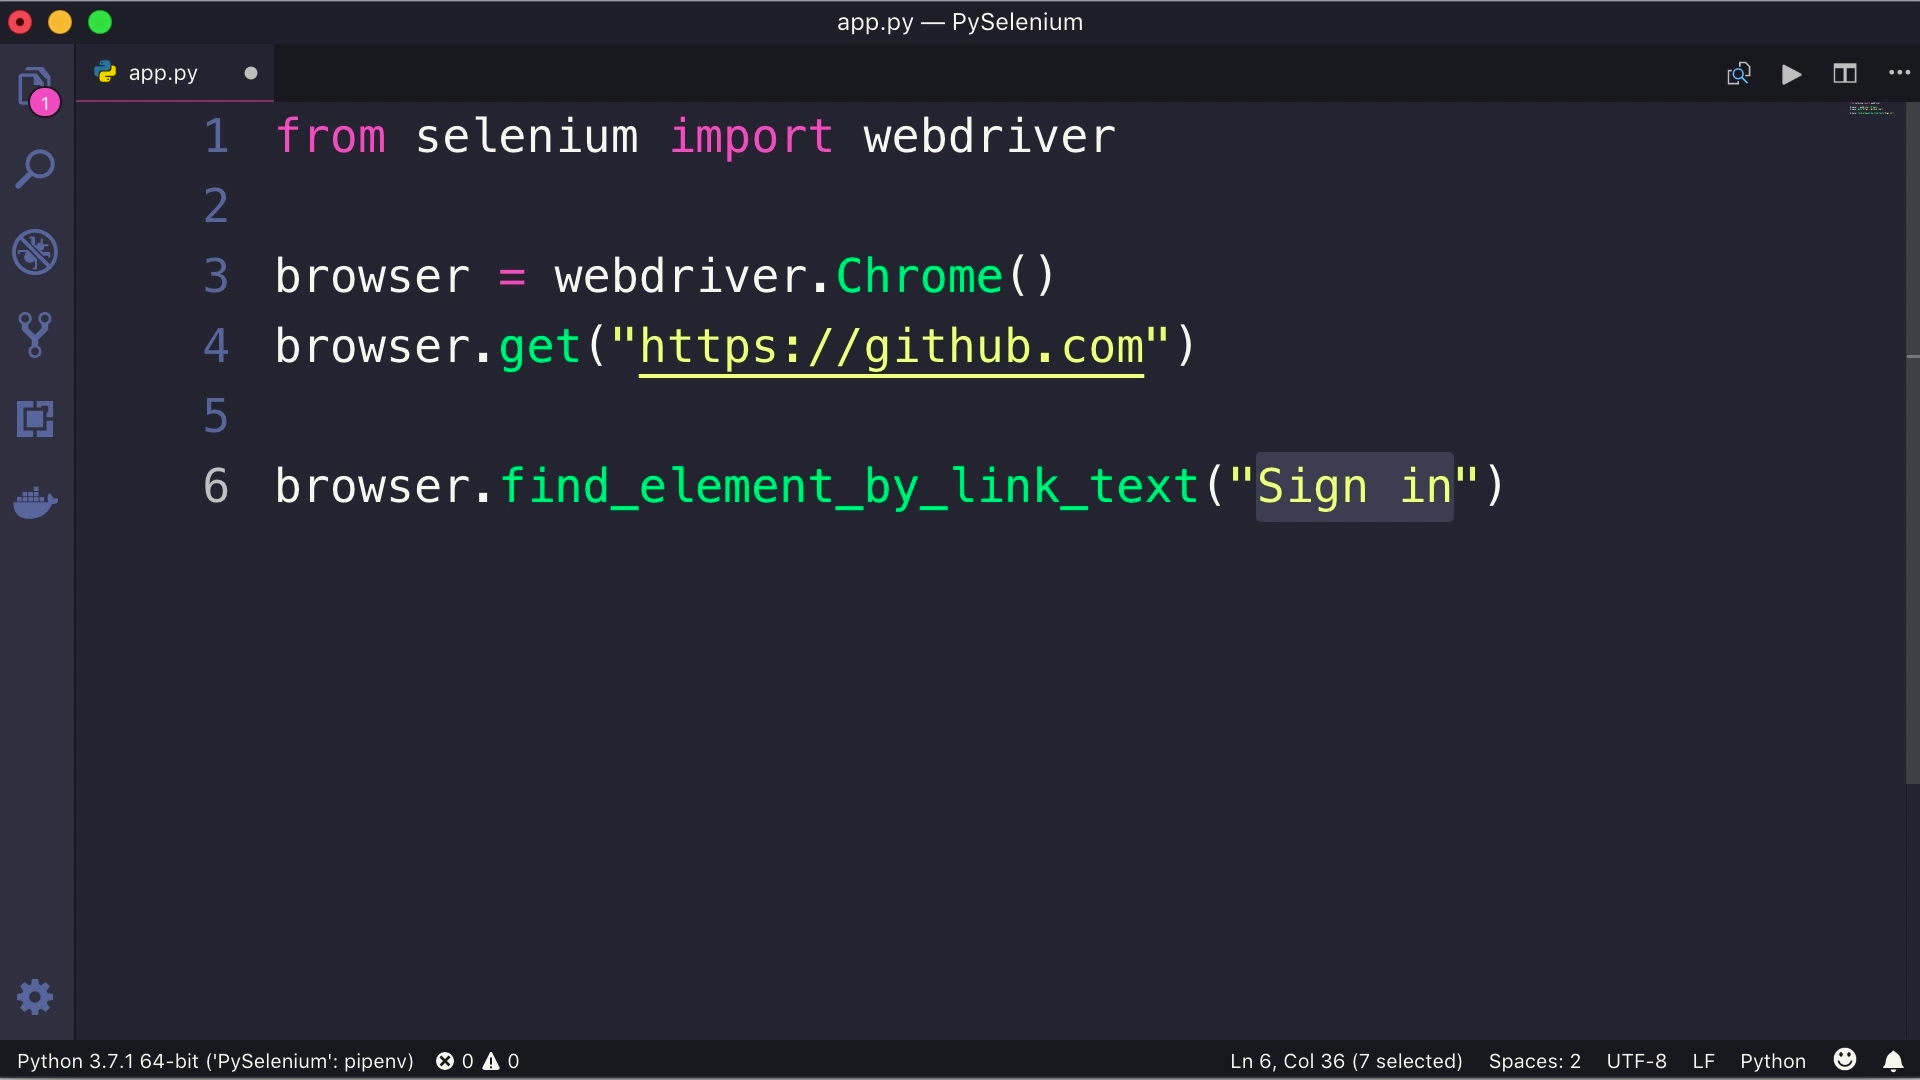 app.py — PySelenium
app.py
1
1 from selenium import webdriver
2
3 browser = webdriver.Chrome()
4 browser.get("https://github.com")
5
6 browser.find_element_by_link_text("Sign in")
Python 3.7.1 64-bit ('PySelenium': pipenv) 0 0 Ln 6, Col 36 (7 selected) Spaces: 2 UTF-8 LF Python